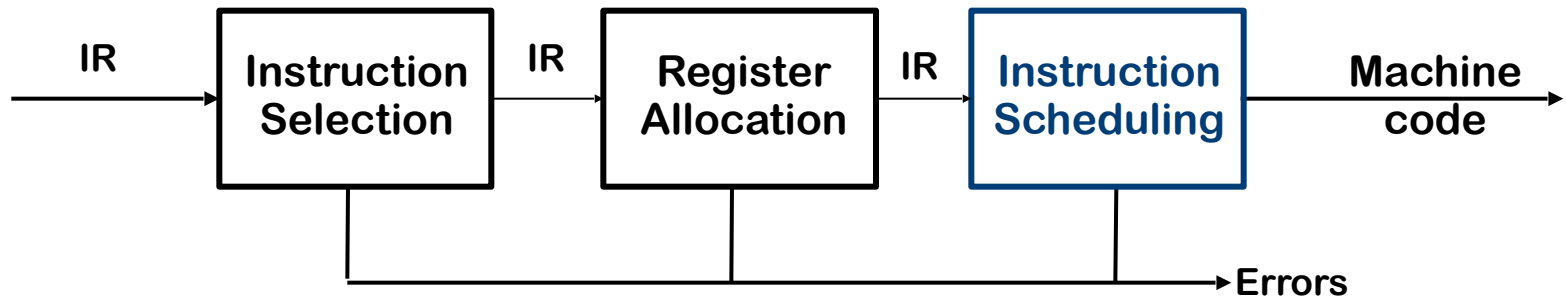 IR
Instruction
Selection
IR
Register
Allocation
IR
Instruction
Scheduling
Machine
code
Errors